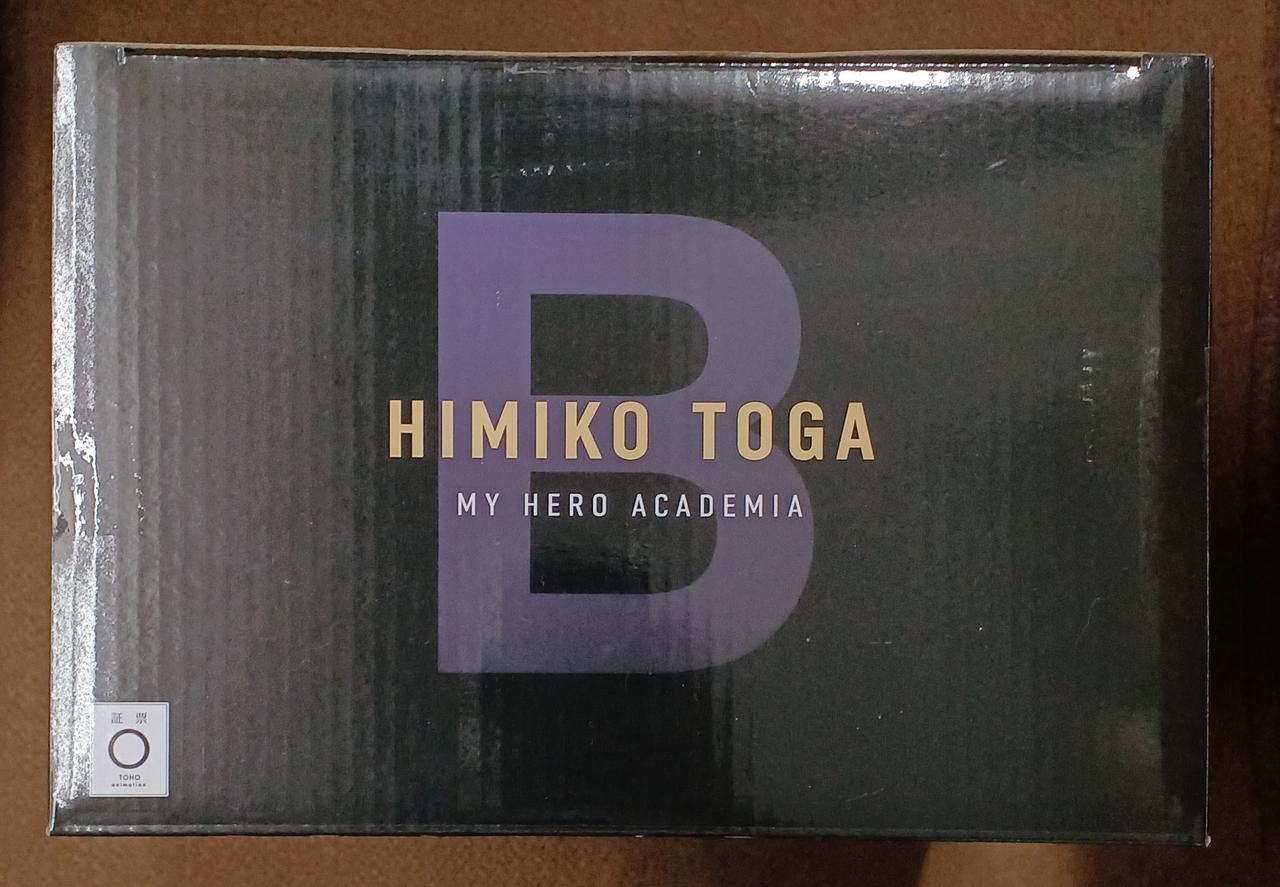 B
HIMIKO TOGA
MY HERO ACADEMIA
証 票
TOHO
animation